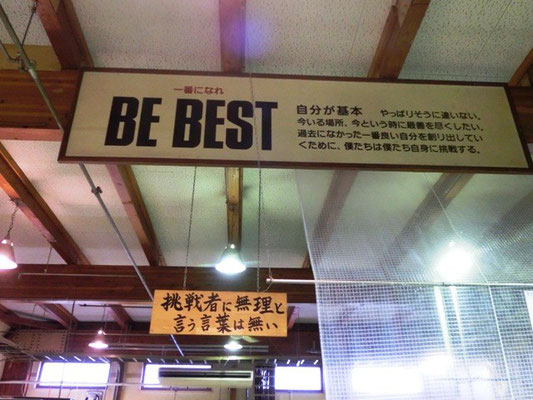 一番になれ
BE BEST
自分が基本 やっぱりそうに違いない。
今いる場所、今という時に最善を尽くしたい。
過去になかった一番良い自分を創り出してい
くために、僕たちは僕たち自身に挑戦する。
挑戦者に無理と
言う言葉は無い